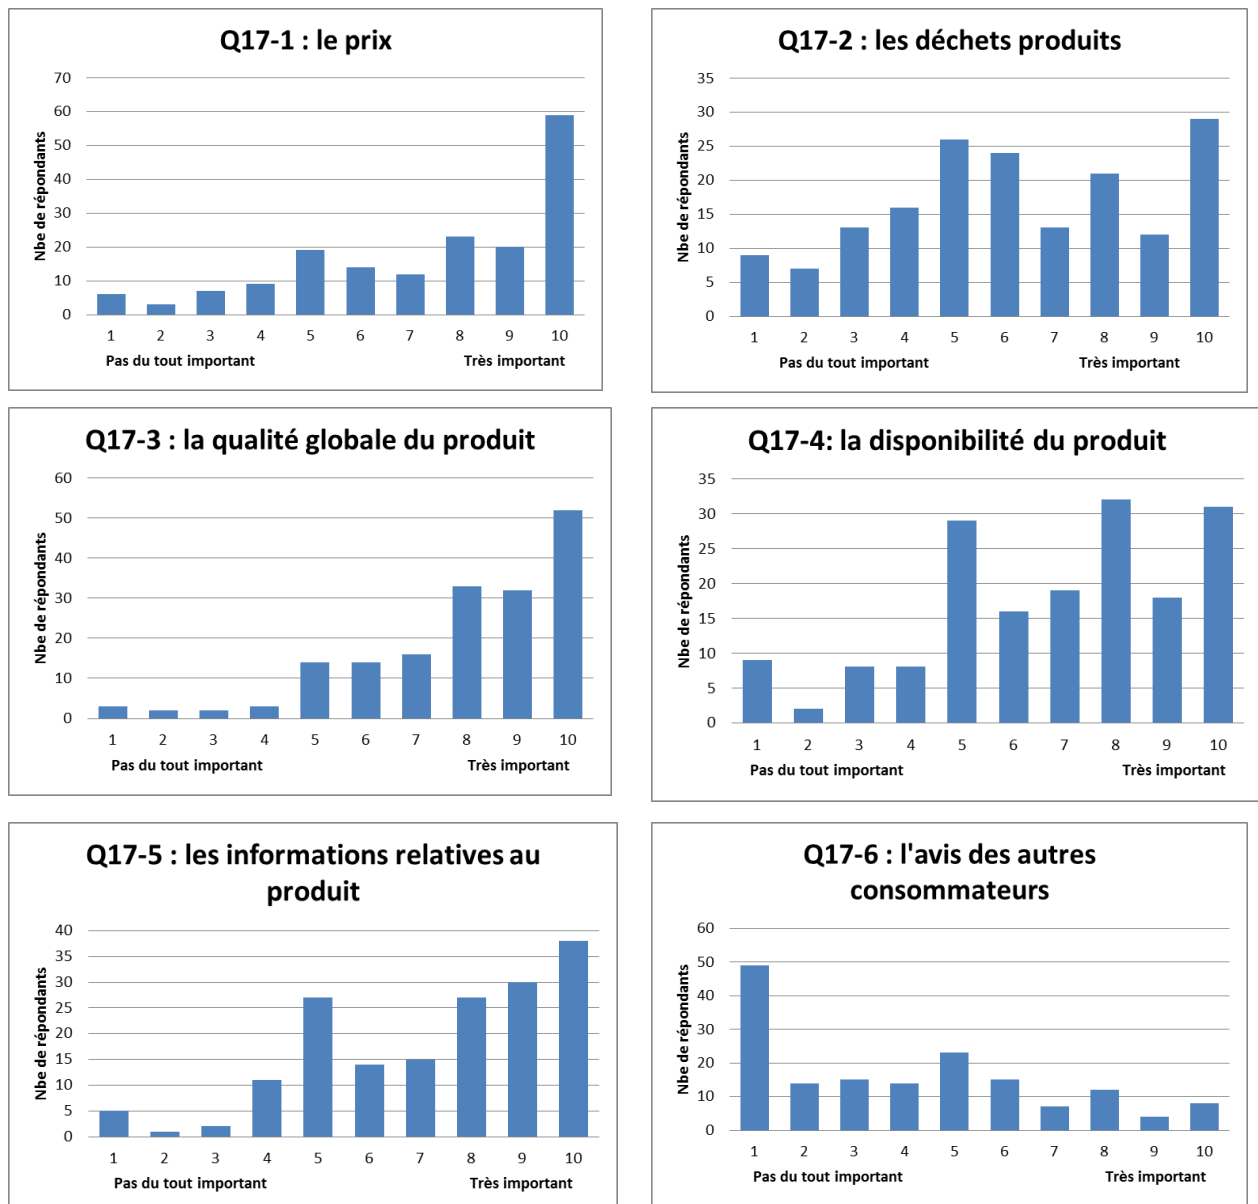 Q17-1 : le prix
Nbe de répondants
70
60
50
40
30
20
10
0
1 2 3 4 5 6 7 8 9 10
Pas du tout important Très important
Q17-2 : les déchets produits
Nbe de répondants
35
30
25
20
15
10
5
0
1 2 3 4 5 6 7 8 9 10
Pas du tout important Très important
Q17-3 : la qualité globale du produit
Nbe de répondants
60
50
40
30
20
10
0
1 2 3 4 5 6 7 8 9 10
Pas du tout important Très important
Q17-4: la disponibilité du produit
Nbe de répondants
35
30
25
20
15
10
5
0
1 2 3 4 5 6 7 8 9 10
Pas du tout important Très important
Q17-5 : les informations relatives au
produit
Nbe de répondants
40
35
30
25
20
15
10
5
0
1 2 3 4 5 6 7 8 9 10
Pas du tout important Très important
Q17-6 : l'avis des autres
consommateurs
Nbe de répondants
60
50
40
30
20
10
0
1 2 3 4 5 6 7 8 9 10
Pas du tout important Très important